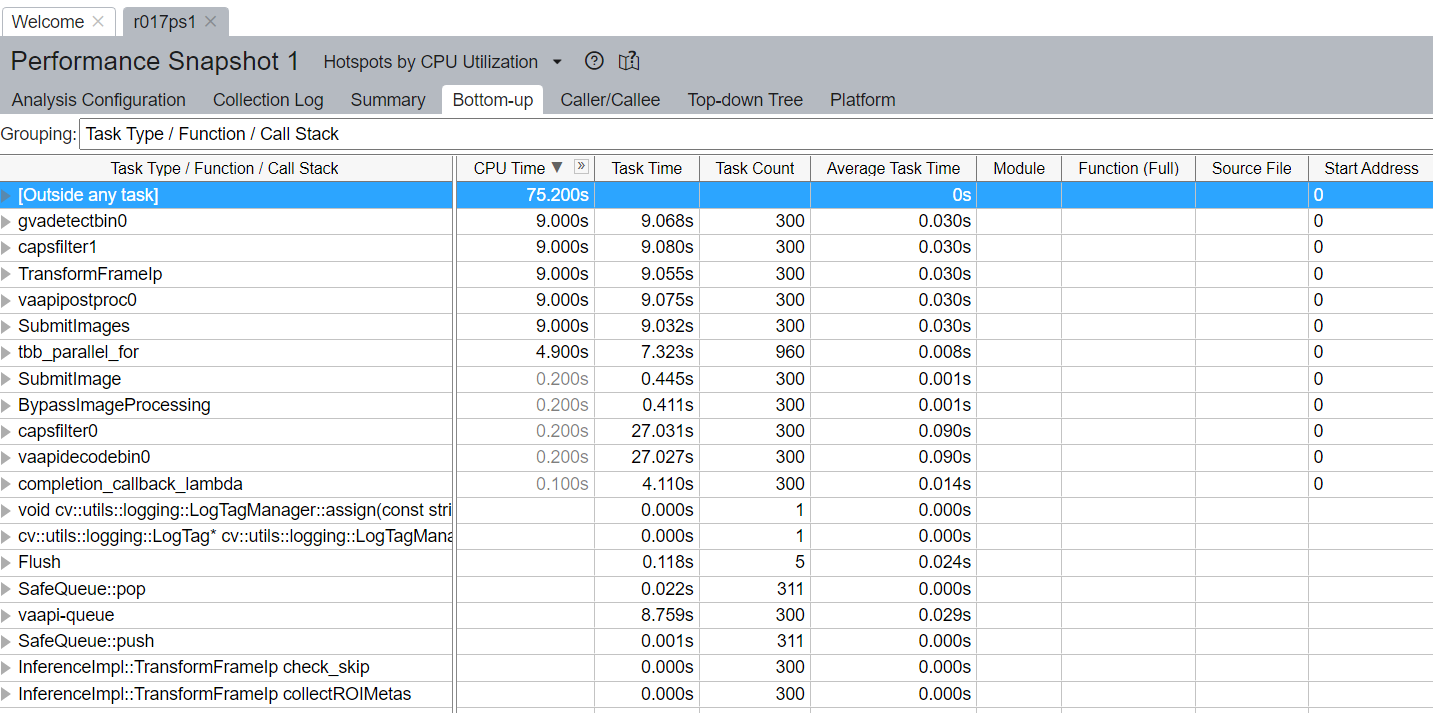 Welcome × r017ps1 ×
Performance Snapshot 1 Hotspots by CPU Utilization
Analysis Configuration Collection Log Summary Bottom-up Caller/Callee Top-down Tree Platform
Grouping: Task Type / Function / Call Stack
Task Type / Function / Call Stack CPU Time ▼ » Task Time Task Count Average Task Time Module Function (Full) Source File Start Address
[Outside any task] 75.200s 0s 0
gvadetectbin0 9.000s 9.068s 300 0.030s 0
capsfilter1 9.000s 9.080s 300 0.030s 0
TransformFrameIp 9.000s 9.055s 300 0.030s 0
vaapipostproc0 9.000s 9.075s 300 0.030s 0
SubmitImages 9.000s 9.032s 300 0.030s 0
tbb_parallel_for 4.900s 7.323s 960 0.008s 0
SubmitImage 0.200s 0.445s 300 0.001s 0
BypassImageProcessing 0.200s 0.411s 300 0.001s 0
capsfilter0 0.200s 27.031s 300 0.090s 0
vaapidecodebin0 0.200s 27.027s 300 0.090s 0
completion_callback_lambda 0.100s 4.110s 300 0.014s 0
void cv::utils::logging::LogTagManager::assign(const stri 0.000s 1 0.000s
cv::utils::logging::LogTag* cv::utils::logging::LogTagMana 0.000s 1 0.000s
Flush 0.118s 5 0.024s
SafeQueue::pop 0.022s 311 0.000s
vaapi-queue 8.759s 300 0.029s
SafeQueue::push 0.001s 311 0.000s
InferenceImpl::TransformFrameIp check_skip 0.000s 300 0.000s
InferenceImpl::TransformFrameIp collectROIMetas 0.000s 300 0.000s